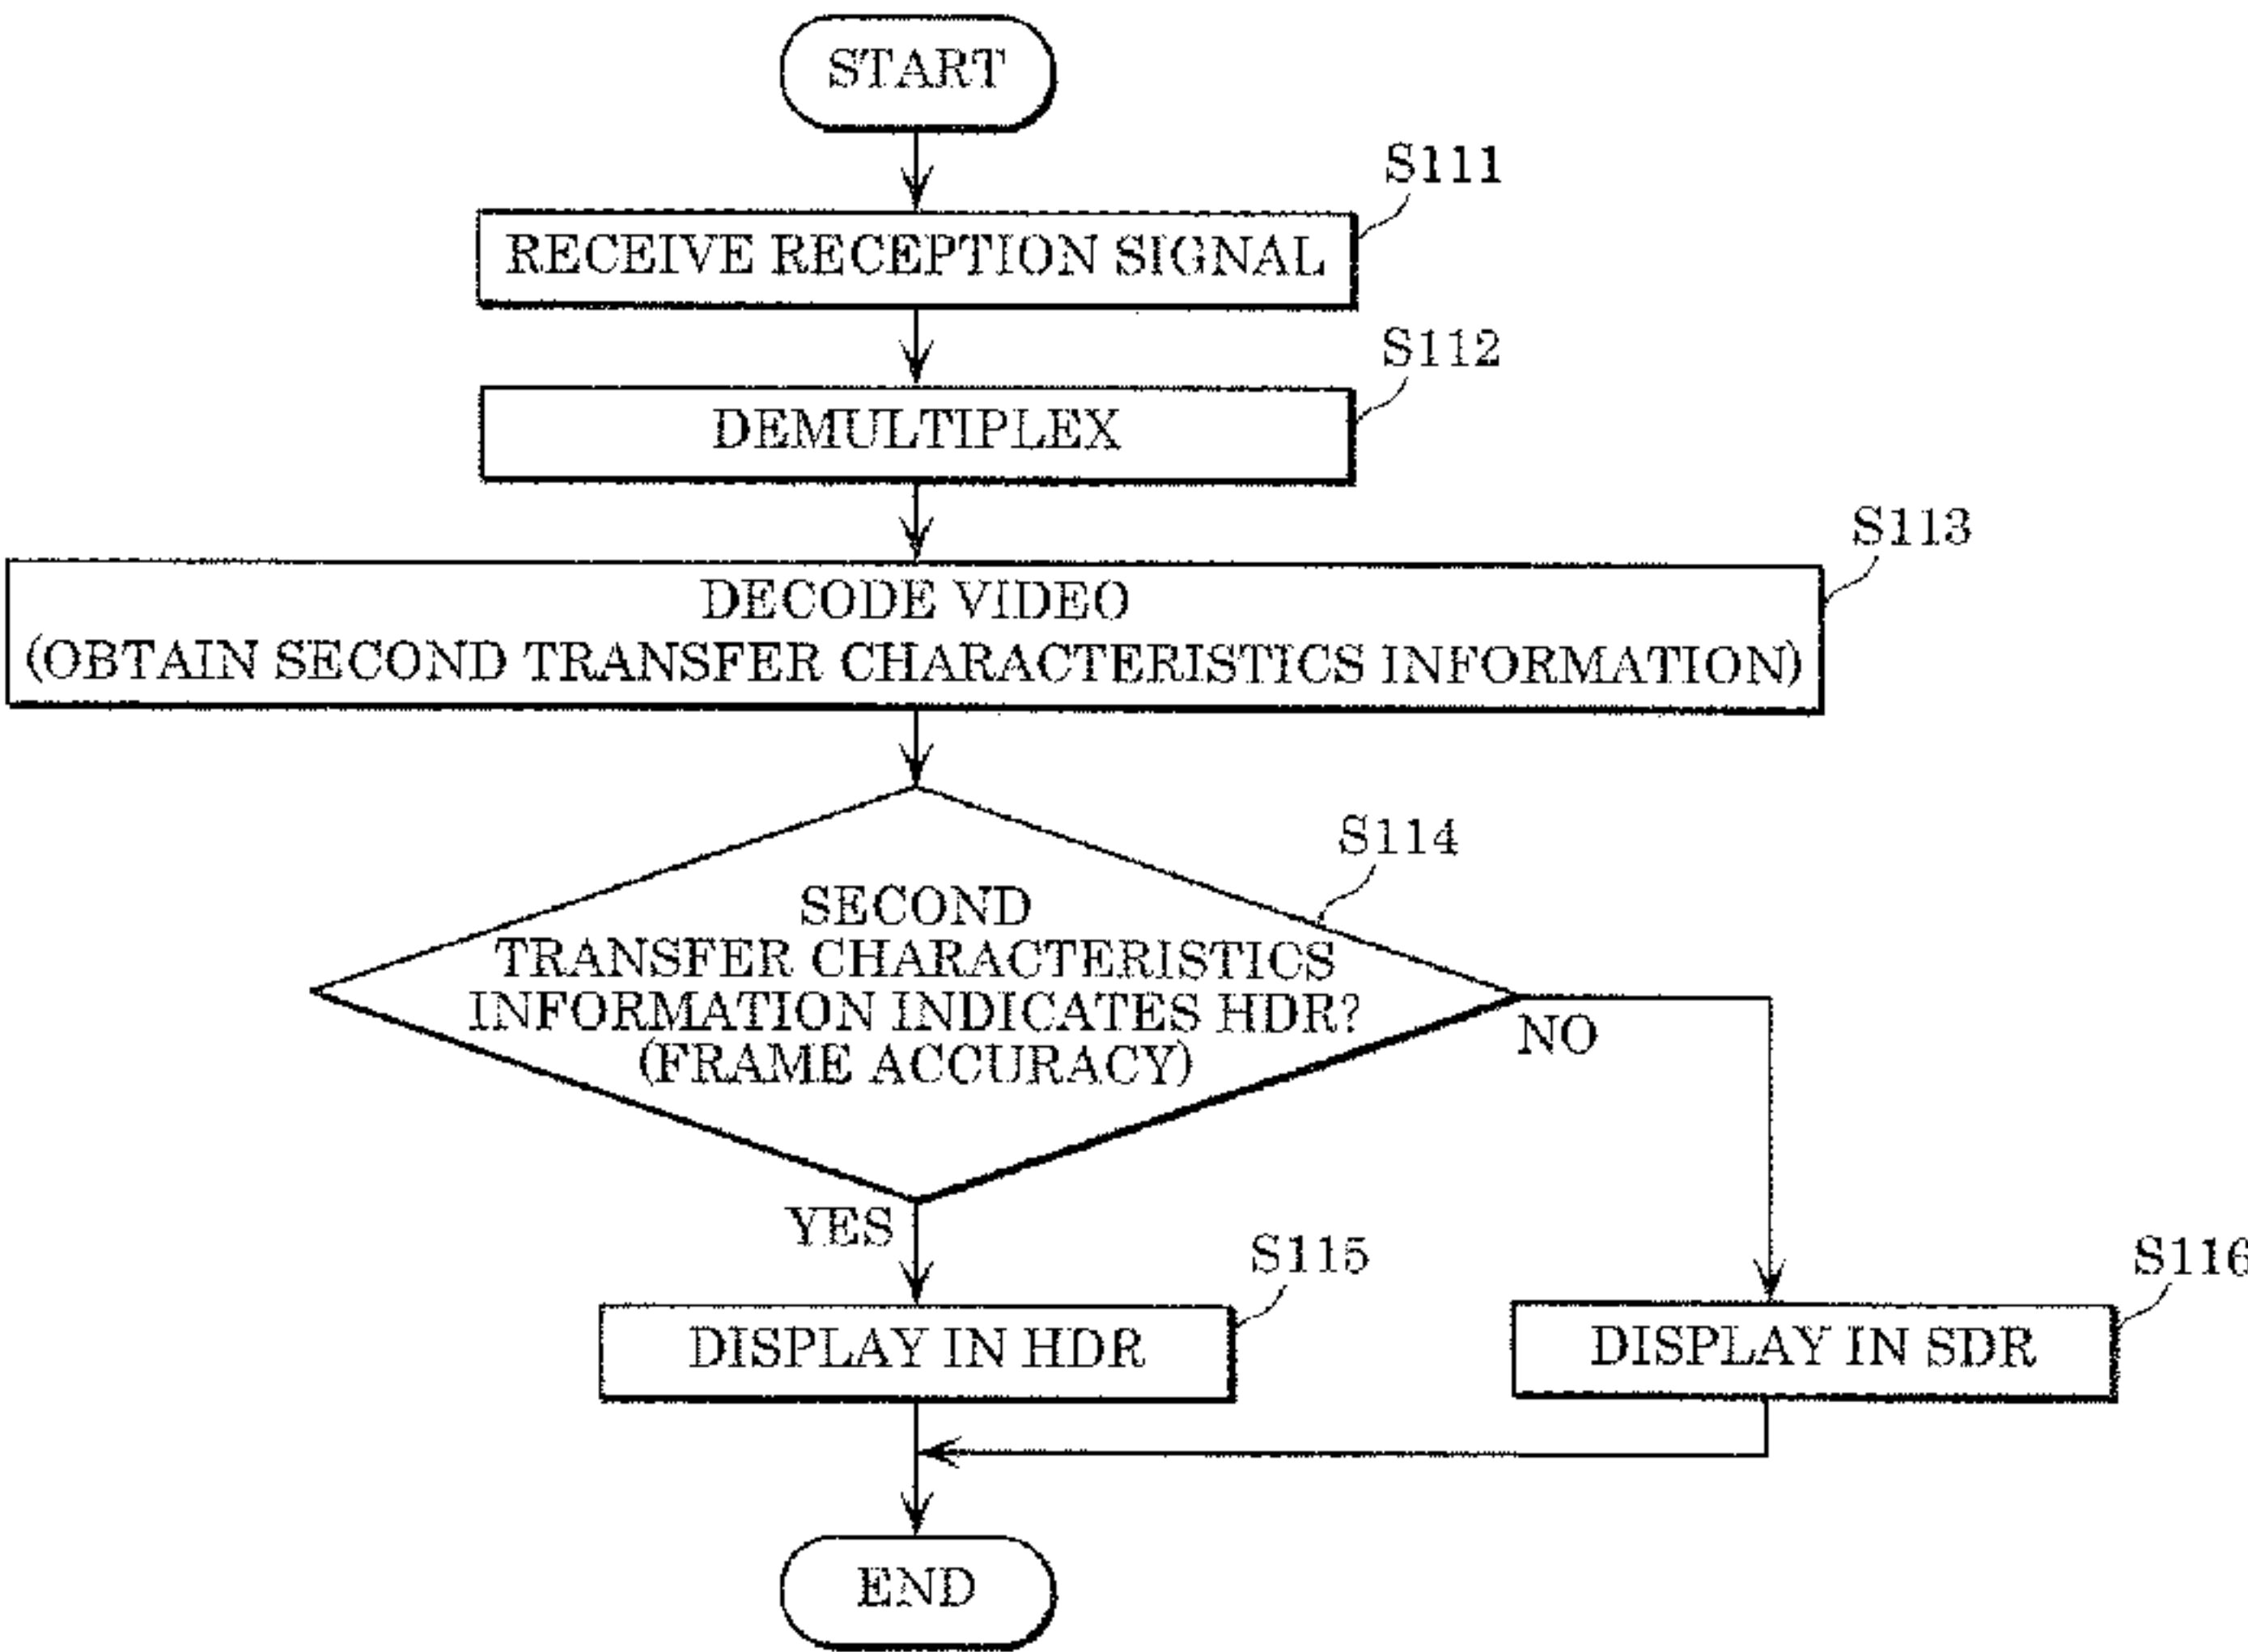 START
S111
RECEIVE RECEPTION SIGNAL
S112
DEMULTIPLEX
S113
DECODE VIDEO
(OBTAIN SECOND TRANSFER CHARACTERISTICS INFORMATION)
S114
SECOND
TRANSFER CHARACTERISTICS
INFORMATION INDICATES HDR?
(FRAME ACCURACY)
NO
YES
S115
S116
DISPLAY IN HDR
DISPLAY IN SDR
END